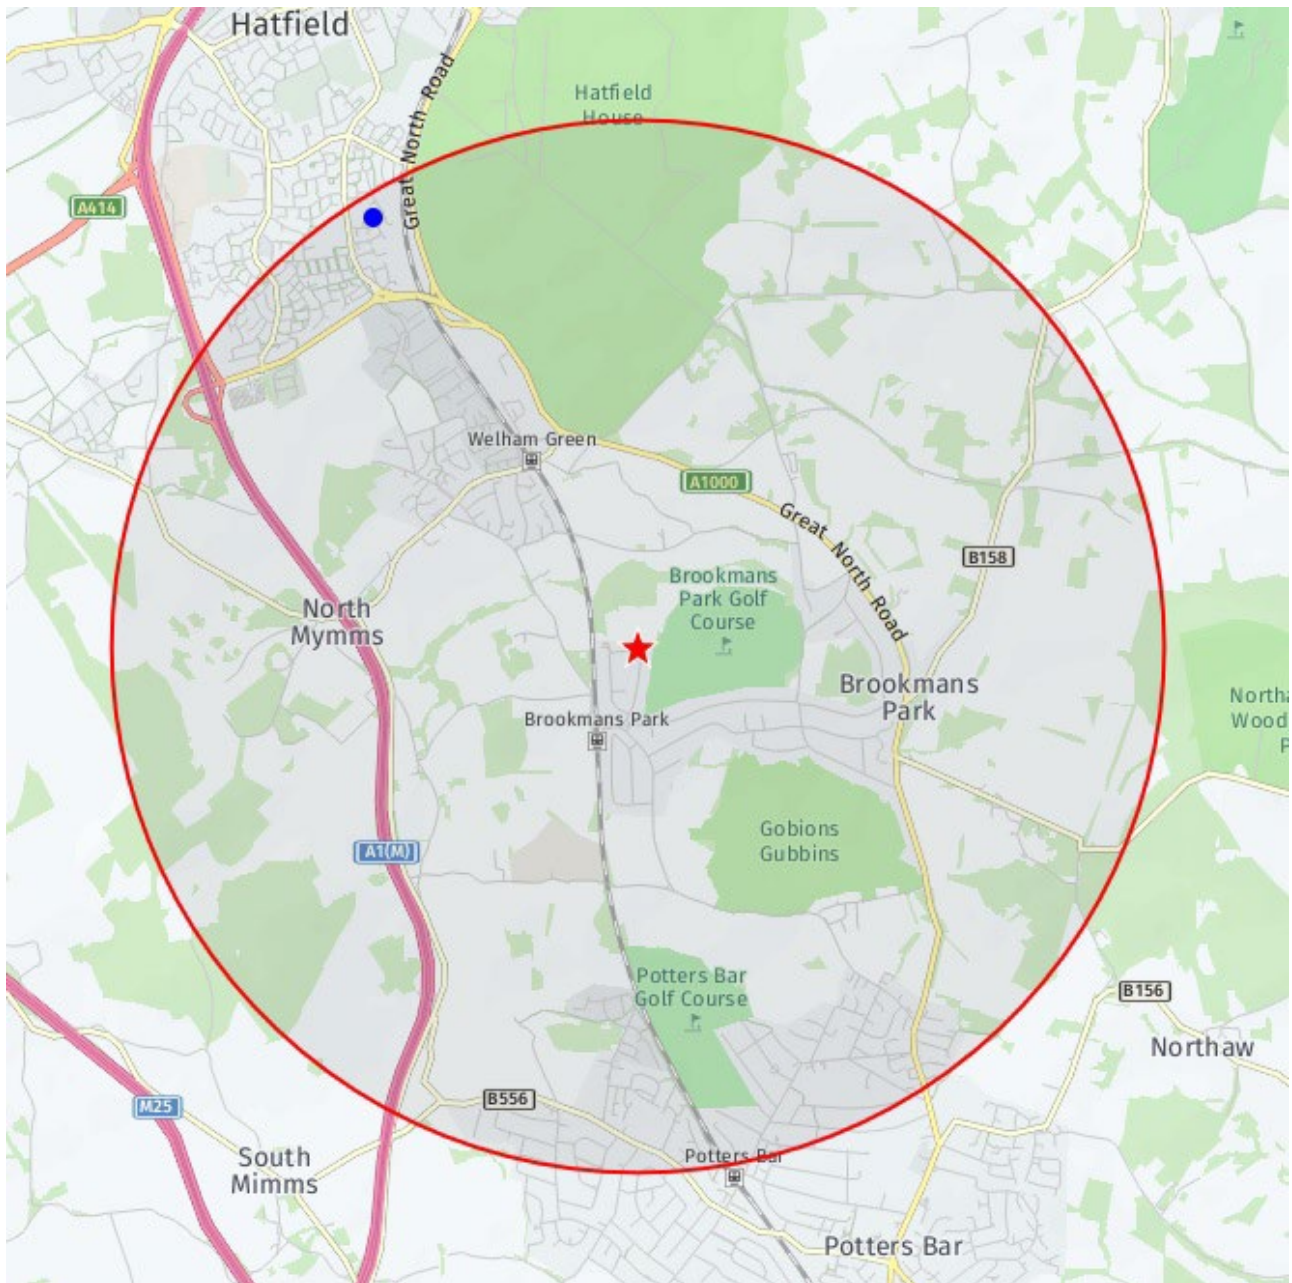 Hatfield
Great North Road
Hatfield
House
A414
Welham Green
A1000
Great North Road
B158
Brookmans
Park Golf
Course
North
Mymms
Brookmans
Park
Brookmans Park
Wood
Gobions
Gubbins
A1(M)
Potters Bar
Golf Course
B156
Northaw
M25
B556
South
Mimms
Potters Bar
Potters Bar